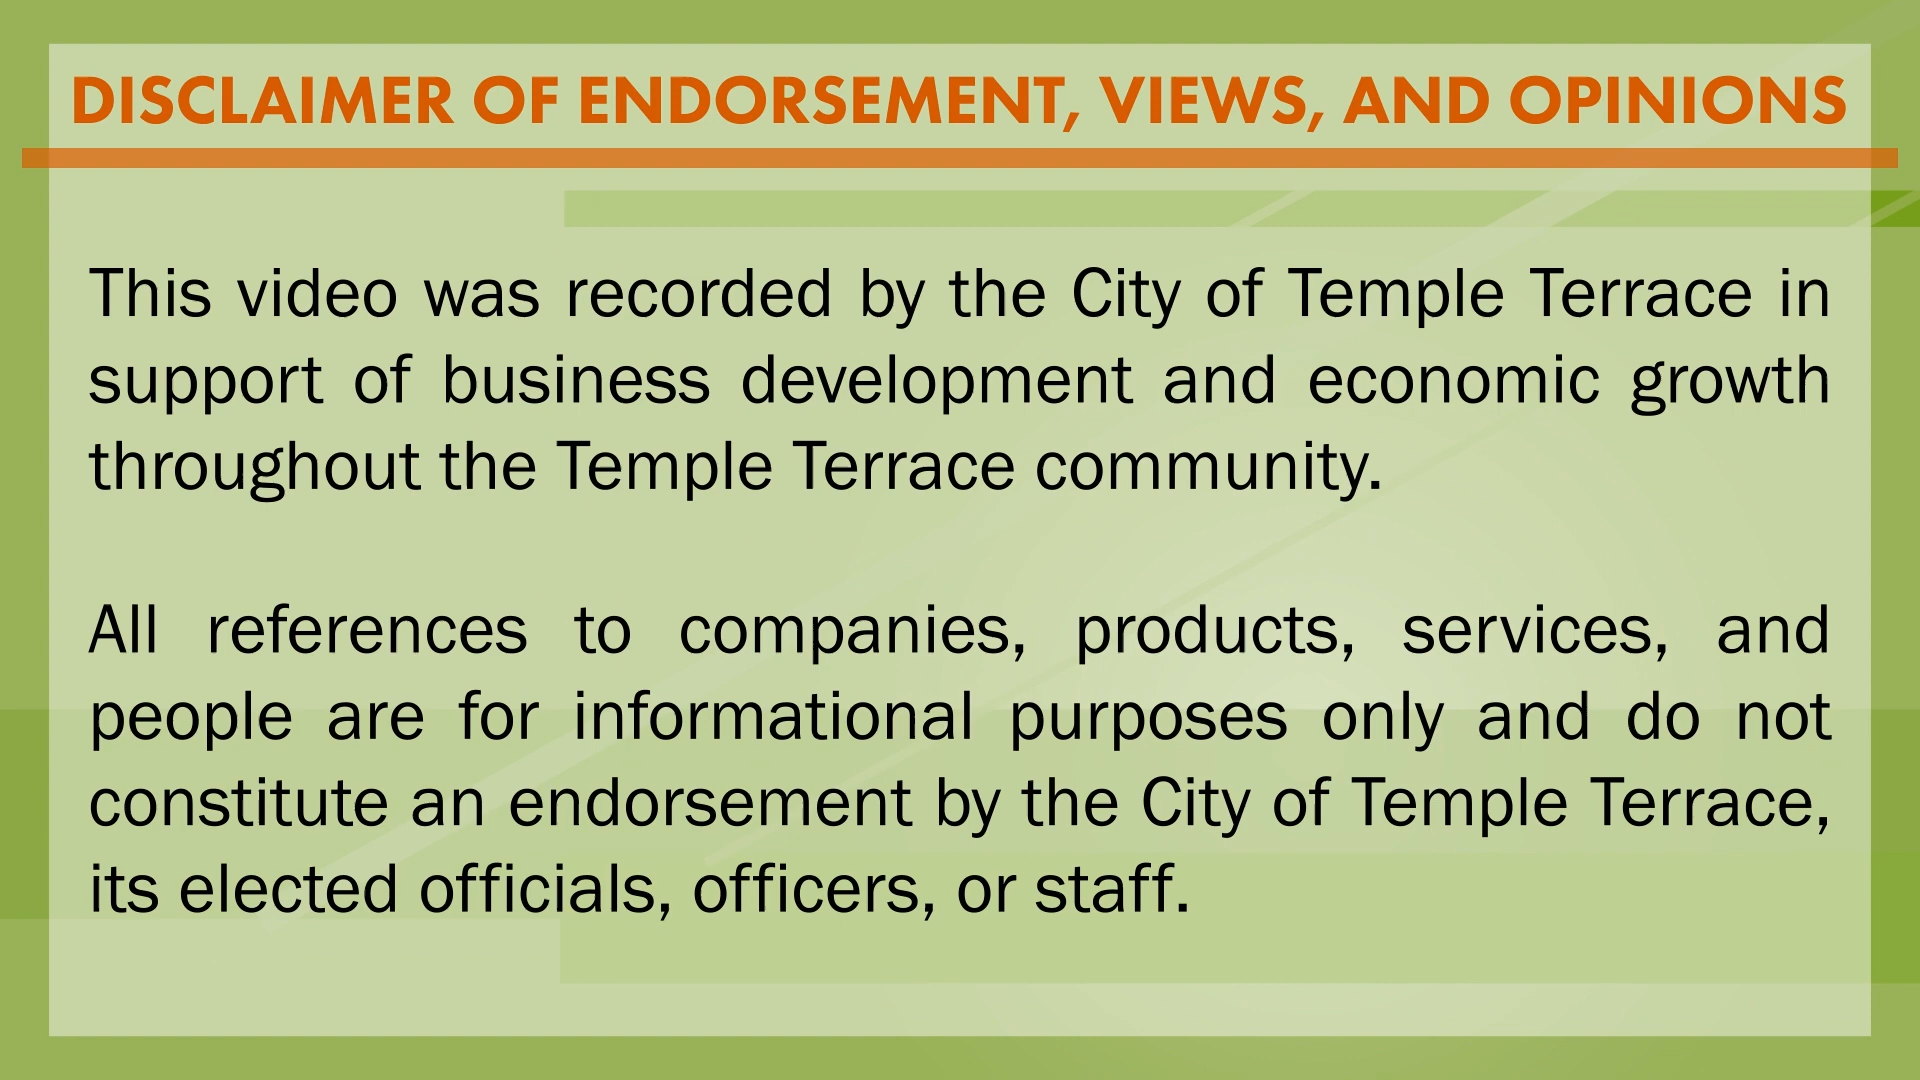 DISCLAIMER OF ENDORSEMENT, VIEWS, AND OPINIONS
This video was recorded by the City of Temple Terrace in
support of business development and economic growth
throughout the Temple Terrace community.
All references to companies, products, services, and
people are for informational purposes only and do not
constitute an endorsement by the City of Temple Terrace,
its elected officials, officers, or staff.